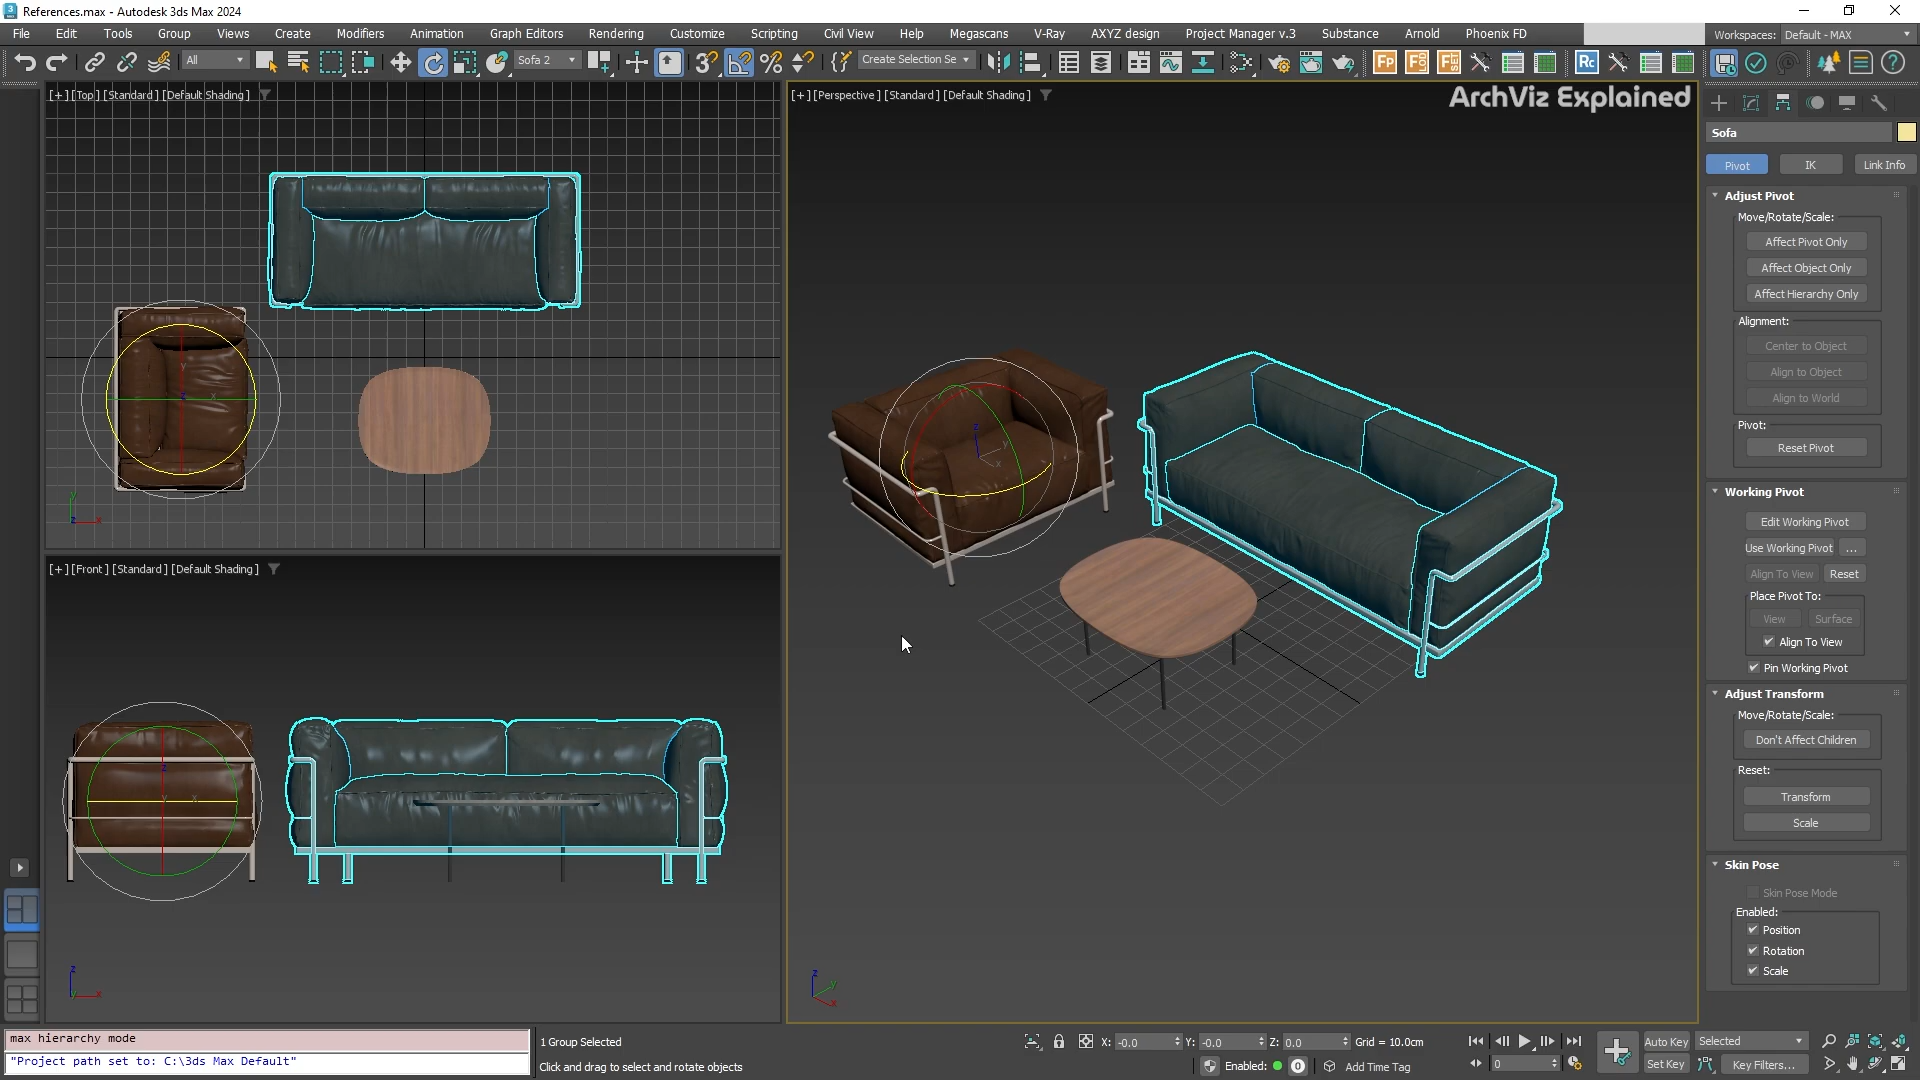 References.max - Autodesk 3ds Max 2024
File Edit Tools Group Views Create Modifiers Animation Graph Editors Rendering Customize Scripting Civil View Help Megascans V-Ray AXYZ design Project Manager v.3 Substance Arnold Phoenix FD
Workspaces: Default - MAX
All
Sofa 2
Create Selection Se
FP
Rc
[+] [Top] [Standard] [Default Shading]
[+] [Perspective] [Standard] [Default Shading]
ArchViz Explained
Sofa
Pivot IK Link Info
Adjust Pivot
Move/Rotate/Scale:
Affect Pivot Only
Affect Object Only
Affect Hierarchy Only
Alignment:
Center to Object
Align to Object
Align to World
Pivot:
Reset Pivot
Working Pivot
Edit Working Pivot
Use Working Pivot ...
Align To View Reset
Place Pivot To:
View Surface
Align To View
Pin Working Pivot
Adjust Transform
Move/Rotate/Scale:
Don't Affect Children
Reset:
Transform
Scale
Skin Pose
Skin Pose Mode
Enabled:
Position
Rotation
Scale
[+] [Front] [Standard] [Default Shading]
max hierarchy mode
"Project path set to: C:\3ds Max Default"
1 Group Selected
Click and drag to select and rotate objects
X: -0.0 Y: -0.0 Z: 0.0 Grid = 10.0cm
Enabled: 0 Add Time Tag
0
Auto Key Selected
Set Key Key Filters...